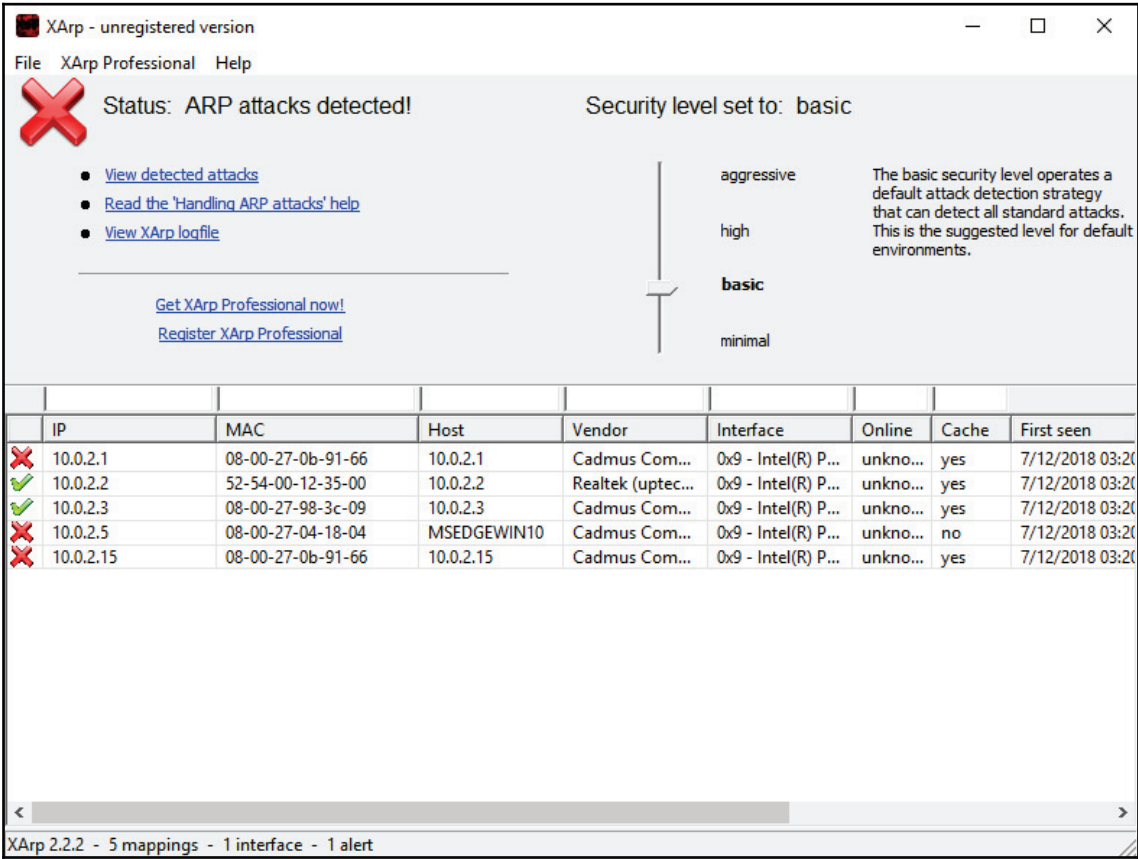 XArp - unregistered version
File XArp Professional Help
Status: ARP attacks detected!
View detected attacks
Read the 'Handling ARP attacks' help
View XArp logfile
Get XArp Professional now!
Register XArp Professional
Security level set to: basic
aggressive
high
basic
minimal
The basic security level operates a
default attack detection strategy
that can detect all standard attacks.
This is the suggested level for default
environments.
IP MAC Host Vendor Interface Online Cache First seen
10.0.2.1 08-00-27-0b-91-66 10.0.2.1 Cadmus Com... 0x9 - Intel(R) P... unkno... yes 7/12/2018 03:20
10.0.2.2 52-54-00-12-35-00 10.0.2.2 Realtek (uptec... 0x9 - Intel(R) P... unkno... yes 7/12/2018 03:20
10.0.2.3 08-00-27-98-3c-09 10.0.2.3 Cadmus Com... 0x9 - Intel(R) P... unkno... yes 7/12/2018 03:20
10.0.2.5 08-00-27-04-18-04 MSEDGEWIN10 Cadmus Com... 0x9 - Intel(R) P... unkno... no 7/12/2018 03:20
10.0.2.15 08-00-27-0b-91-66 10.0.2.15 Cadmus Com... 0x9 - Intel(R) P... unkno... yes 7/12/2018 03:20
XArp 2.2.2 - 5 mappings - 1 interface - 1 alert